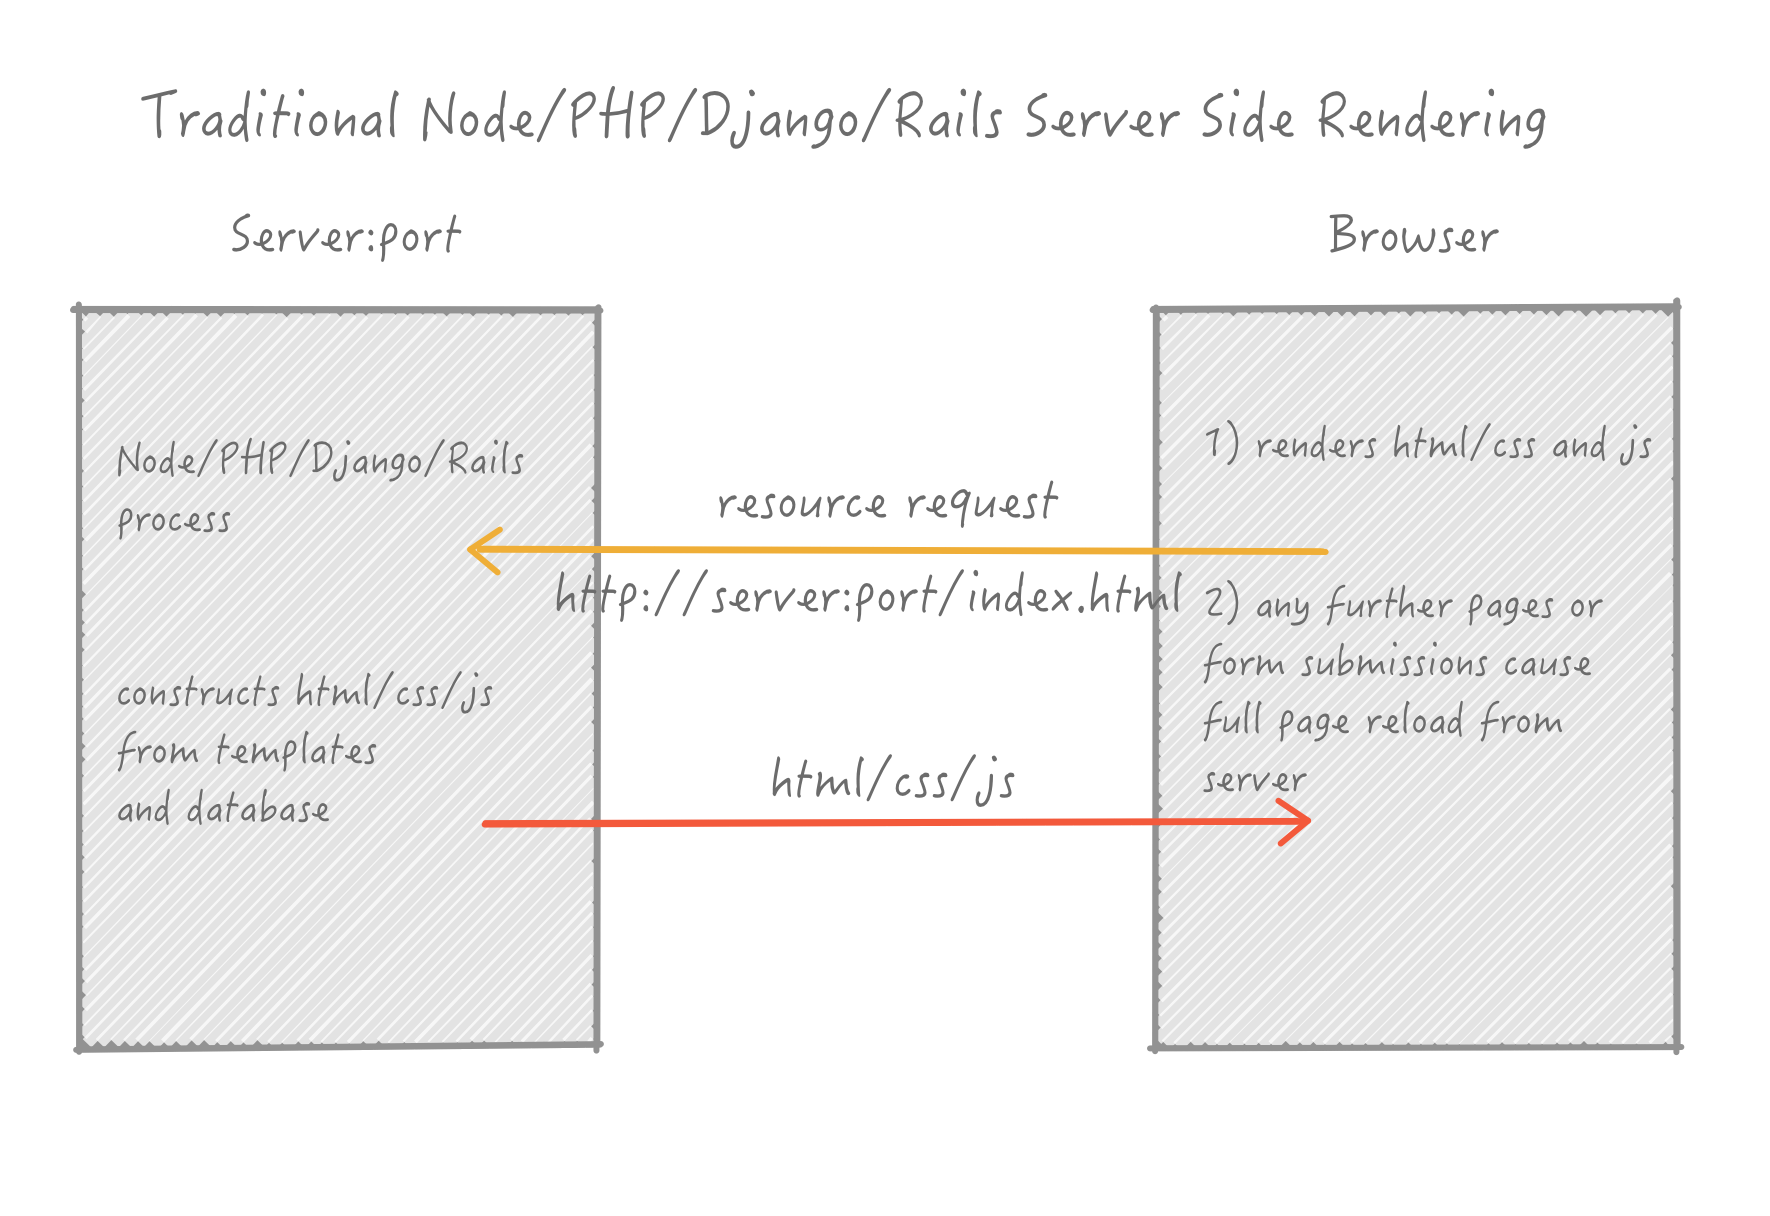 Traditional Node/PHP/Django/Rails Server Side Rendering
Server:port
Browser
Node/PHP/Django/Rails
process
constructs html/css/js
from templates
and database
resource request
http://server:port/index.html
html/css/js
1) renders html/css and js
2) any further pages or
form submissions cause
full page reload from
server